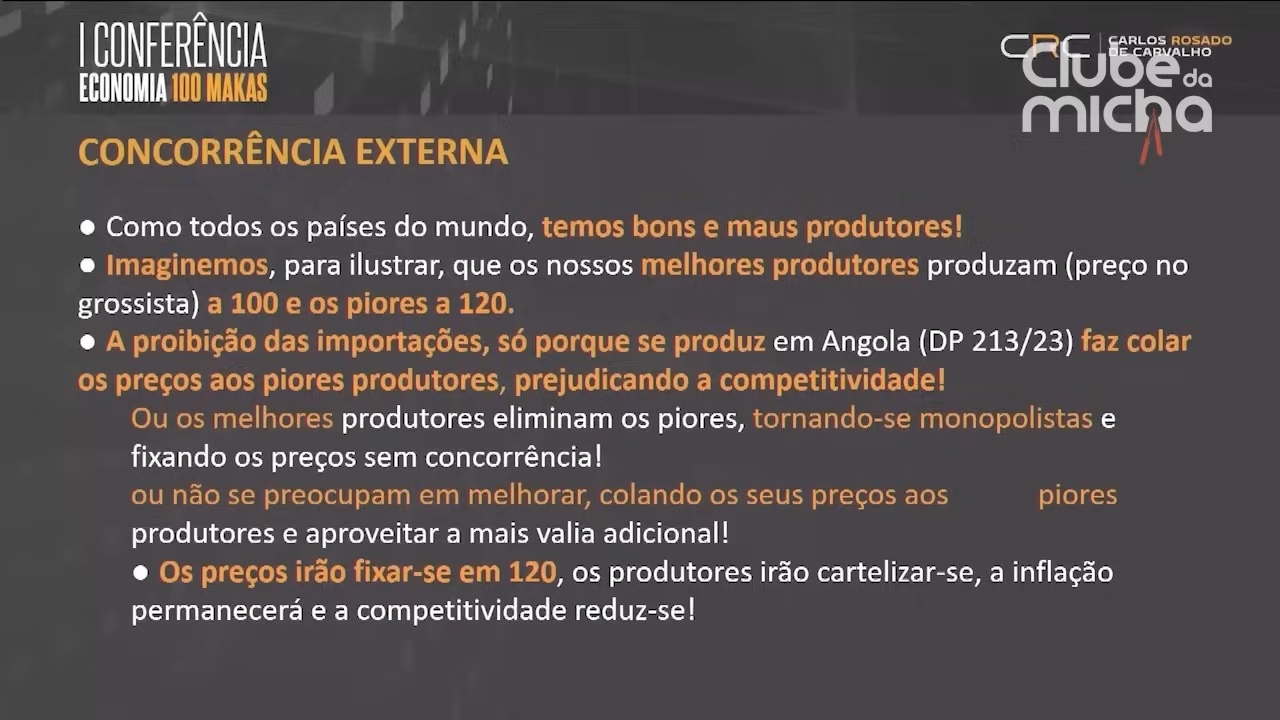 I CONFERÊNCIA
ECONOMIA 100 MAKAS
CRC
CARLOS ROSADO
DE CARVALHO
Clube da
micha
CONCORRÊNCIA EXTERNA
● Como todos os países do mundo, temos bons e maus produtores!
● Imaginemos, para ilustrar, que os nossos melhores produtores produzam (preço no
grossista) a 100 e os piores a 120.
● A proibição das importações, só porque se produz em Angola (DP 213/23) faz colar
os preços aos piores produtores, prejudicando a competitividade!
Ou os melhores produtores eliminam os piores, tornando-se monopolistas e
fixando os preços sem concorrência!
ou não se preocupam em melhorar, colando os seus preços aos piores
produtores e aproveitar a mais valia adicional!
● Os preços irão fixar-se em 120, os produtores irão cartelizar-se, a inflação
permanecerá e a competitividade reduz-se!